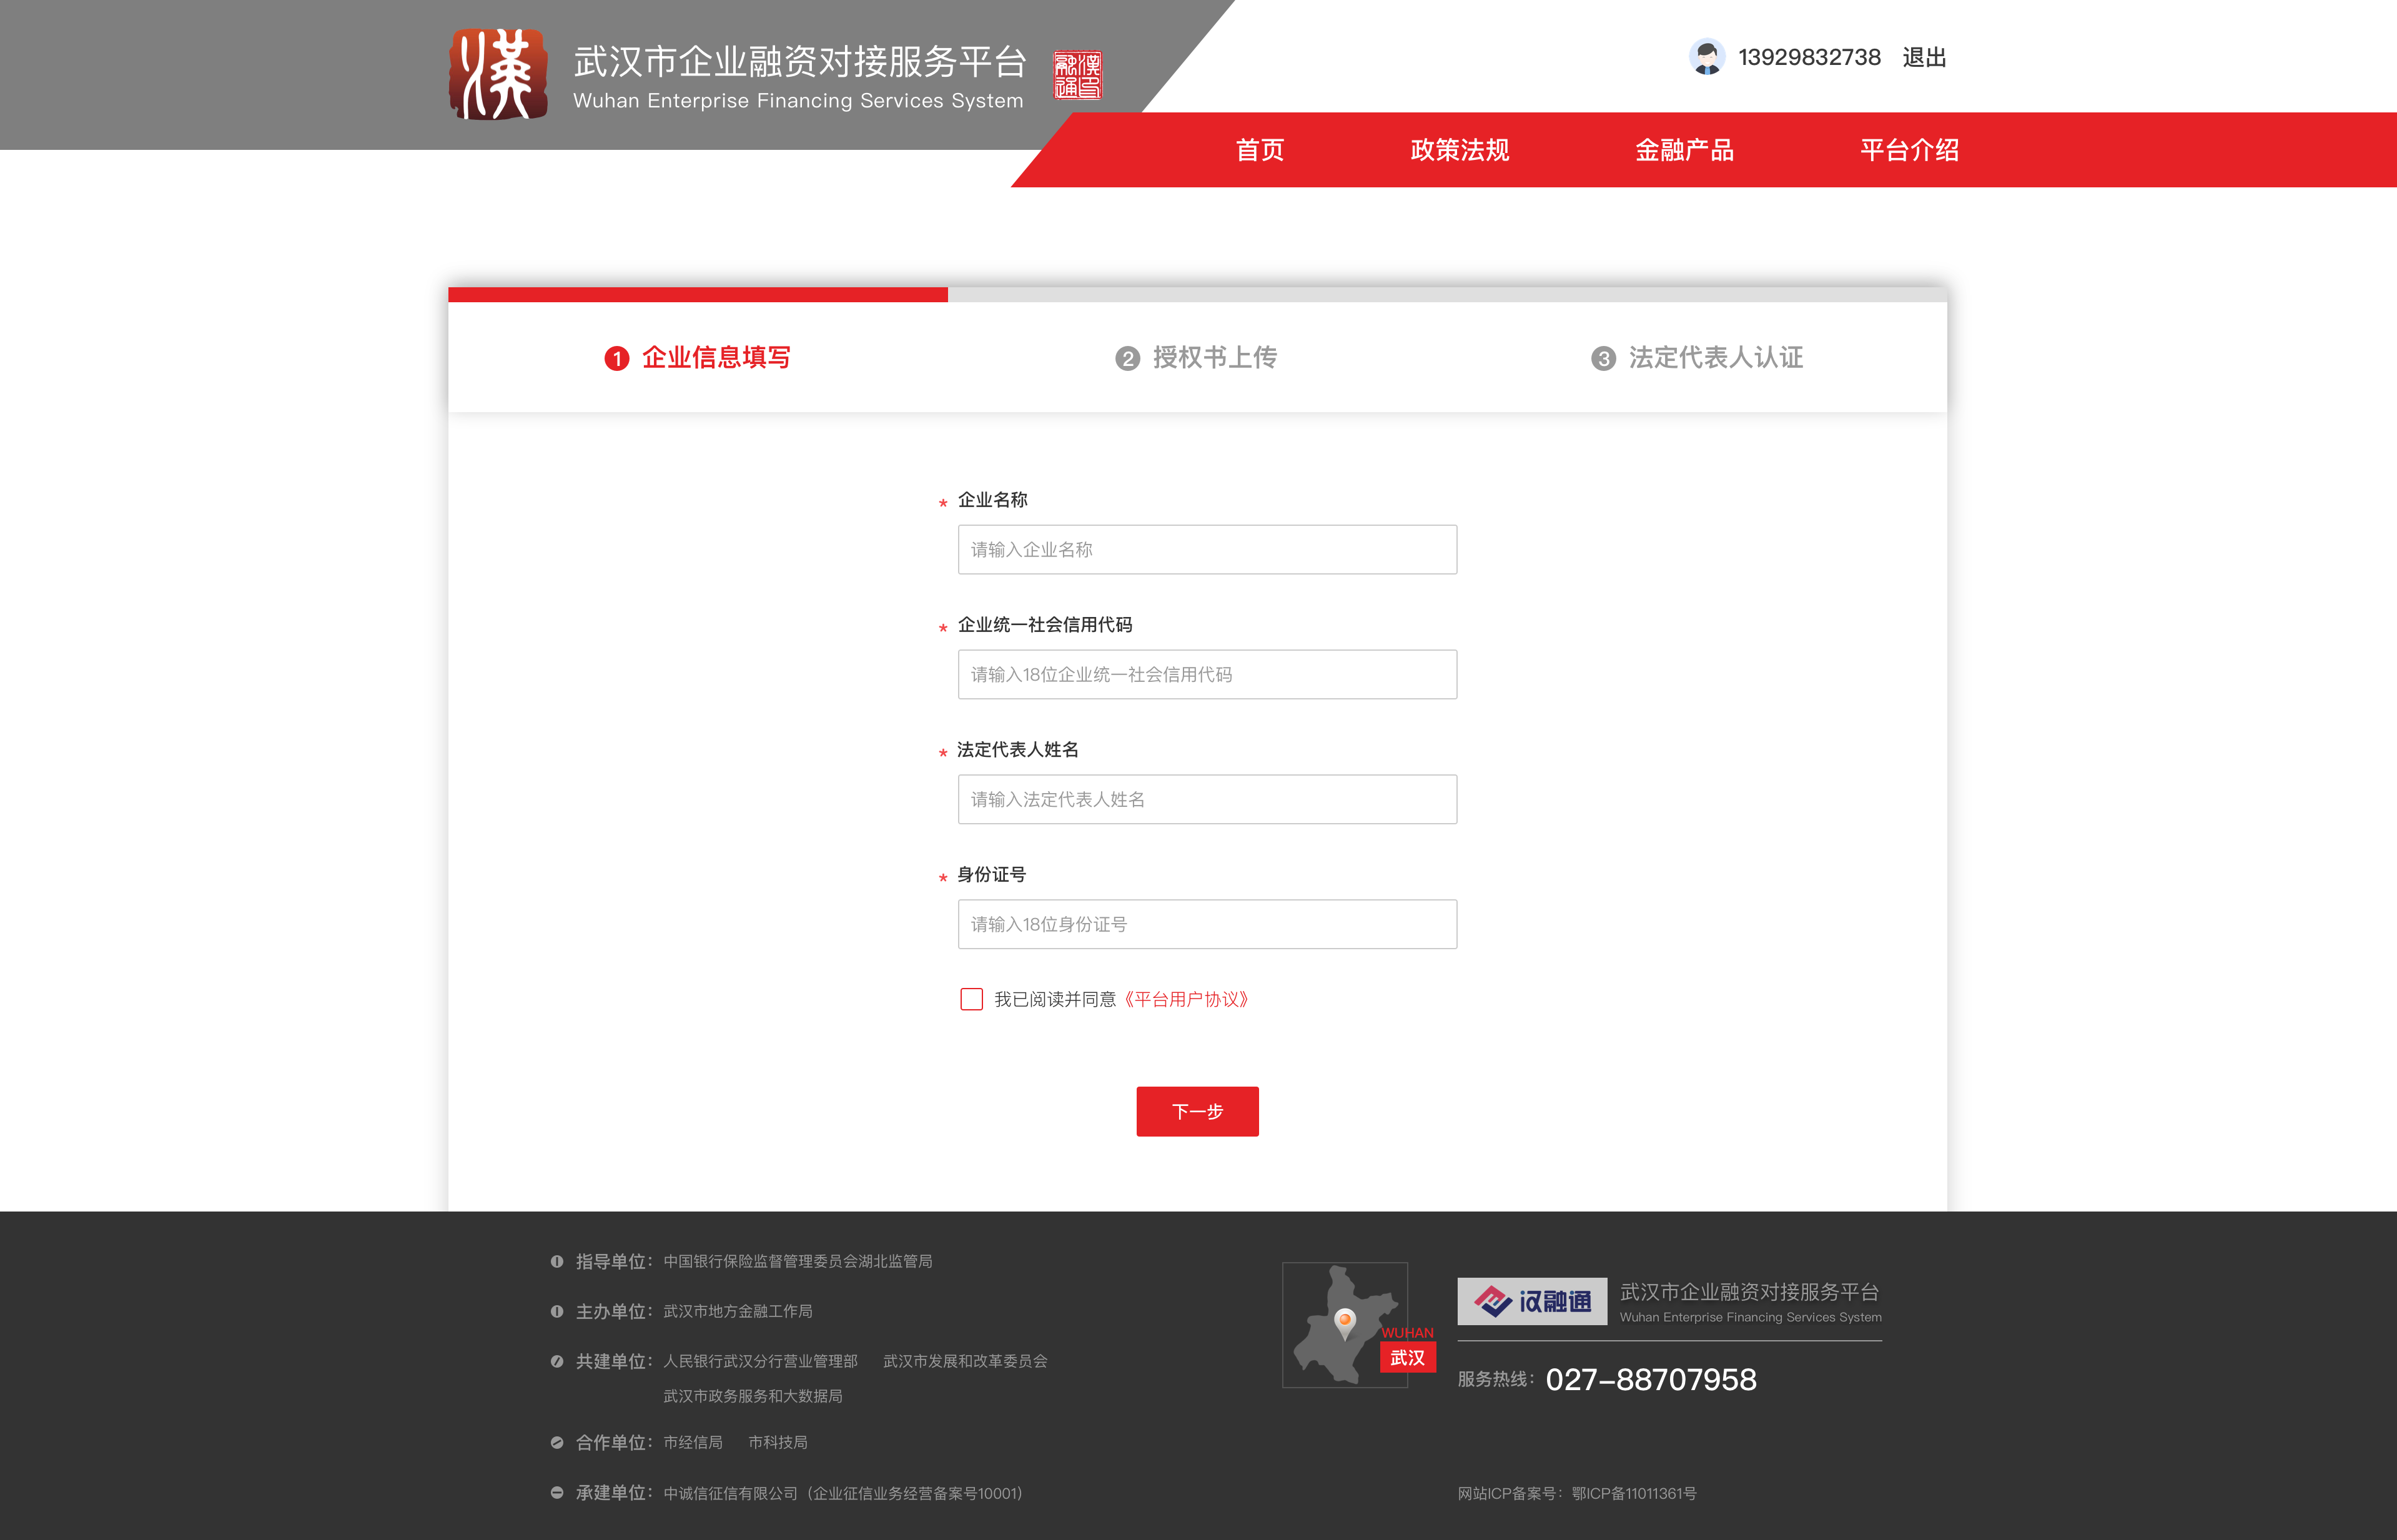 漢
武汉市企业融资对接服务平台
Wuhan Enterprise Financing Services System
漢融通
13929832738 退出
首页 政策法规 金融产品 平台介绍
1 企业信息填写 2 授权书上传 3 法定代表人认证
* 企业名称
请输入企业名称
* 企业统一社会信用代码
请输入18位企业统一社会信用代码
* 法定代表人姓名
请输入法定代表人姓名
* 身份证号
请输入18位身份证号
我已阅读并同意《平台用户协议》
下一步
指导单位：中国银行保险监督管理委员会湖北监管局
主办单位：武汉市地方金融工作局
共建单位：人民银行武汉分行营业管理部 武汉市发展和改革委员会
武汉市政务服务和大数据局
合作单位：市经信局 市科技局
承建单位：中诚信征信有限公司（企业征信业务经营备案号10001）
WUHAN
武汉
汉融通
武汉市企业融资对接服务平台
Wuhan Enterprise Financing Services System
服务热线：027-88707958
网站ICP备案号：鄂ICP备11011361号